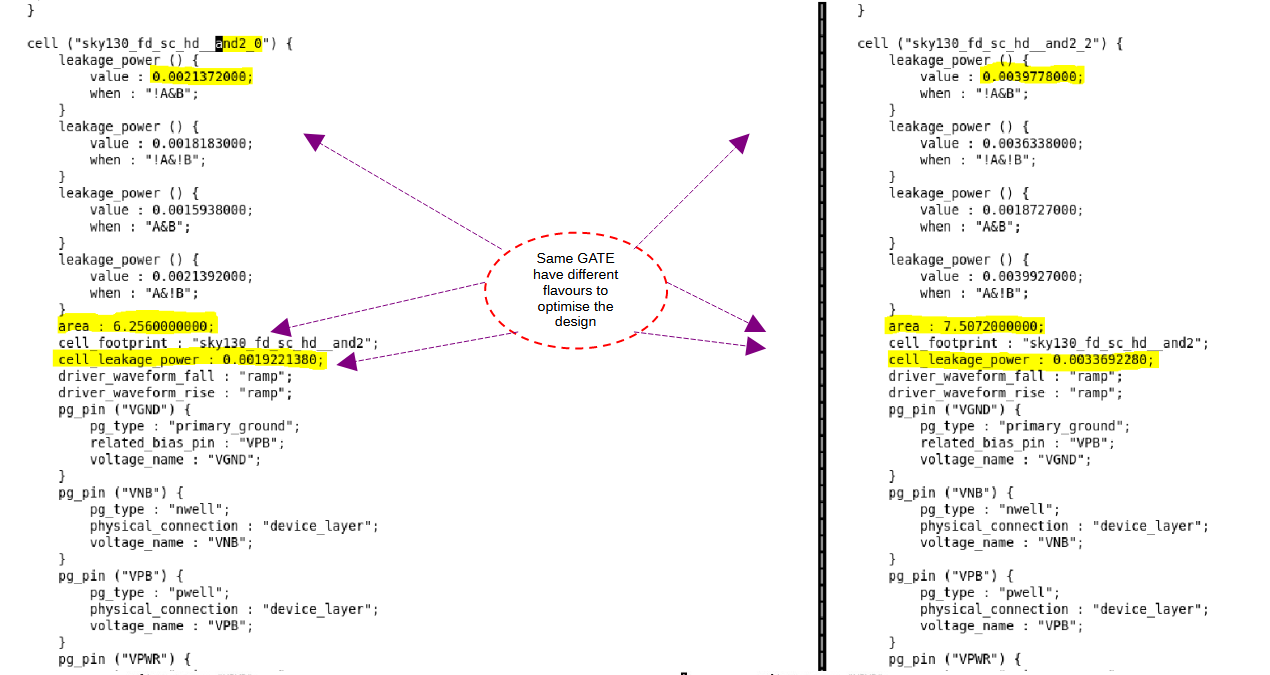 }
cell ("sky130_fd_sc_hd__and2_0") {
leakage_power () {
value : 0.0021372000;
when : "!A&B";
}
leakage_power () {
value : 0.0018183000;
when : "!A&!B";
}
leakage_power () {
value : 0.0015938000;
when : "A&B";
}
leakage_power () {
value : 0.0021392000;
when : "A&!B";
}
area : 6.2560000000;
cell_footprint : "sky130_fd_sc_hd__and2";
cell_leakage_power : 0.0019221380;
driver_waveform_fall : "ramp";
driver_waveform_rise : "ramp";
pg_pin ("VGND") {
pg_type : "primary_ground";
related_bias_pin : "VPB";
voltage_name : "VGND";
}
pg_pin ("VNB") {
pg_type : "nwell";
physical_connection : "device_layer";
voltage_name : "VNB";
}
pg_pin ("VPB") {
pg_type : "pwell";
physical_connection : "device_layer";
voltage_name : "VPB";
}
pg_pin ("VPWR") {
Same GATE
have different
flavours to
optimise the
design
}
cell ("sky130_fd_sc_hd__and2_2") {
leakage_power () {
value : 0.0039778000;
when : "!A&B";
}
leakage_power () {
value : 0.0036338000;
when : "!A&!B";
}
leakage_power () {
value : 0.0018727000;
when : "A&B";
}
leakage_power () {
value : 0.0039927000;
when : "A&!B";
}
area : 7.5072000000;
cell_footprint : "sky130_fd_sc_hd__and2";
cell_leakage_power : 0.0033692280;
driver_waveform_fall : "ramp";
driver_waveform_rise : "ramp";
pg_pin ("VGND") {
pg_type : "primary_ground";
related_bias_pin : "VPB";
voltage_name : "VGND";
}
pg_pin ("VNB") {
pg_type : "nwell";
physical_connection : "device_layer";
voltage_name : "VNB";
}
pg_pin ("VPB") {
pg_type : "pwell";
physical_connection : "device_layer";
voltage_name : "VPB";
}
pg_pin ("VPWR") {